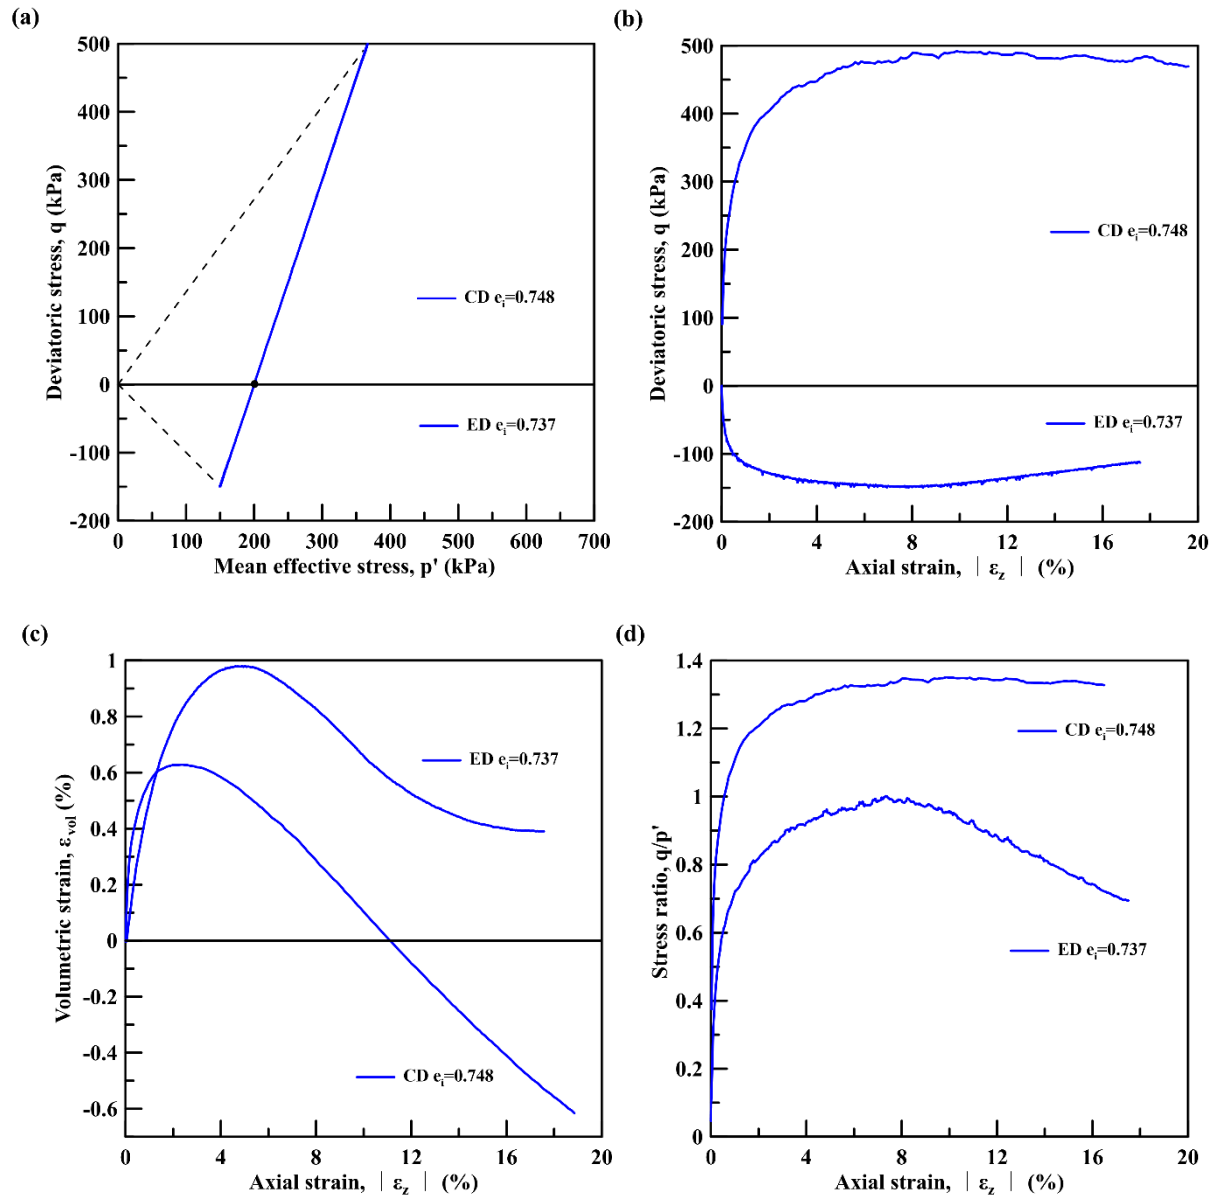 (a)
500
400
300
200
100
0
-100
-200
0 100 200 300 400 500 600 700
Deviatoric stress, q (kPa)
Mean effective stress, p' (kPa)
CD eᵢ=0.748
ED eᵢ=0.737
(b)
500
400
300
200
100
0
-100
-200
0 4 8 12 16 20
Deviatoric stress, q (kPa)
Axial strain, | ε_z | (%)
CD eᵢ=0.748
ED eᵢ=0.737
(c)
1
0.8
0.6
0.4
0.2
0
-0.2
-0.4
-0.6
0 4 8 12 16 20
Volumetric strain, ε_vol (%)
Axial strain, | ε_z | (%)
ED eᵢ=0.737
CD eᵢ=0.748
(d)
1.4
1.2
1
0.8
0.6
0.4
0.2
0
0 4 8 12 16 20
Stress ratio, q/p'
Axial strain, | ε_z | (%)
CD eᵢ=0.748
ED eᵢ=0.737